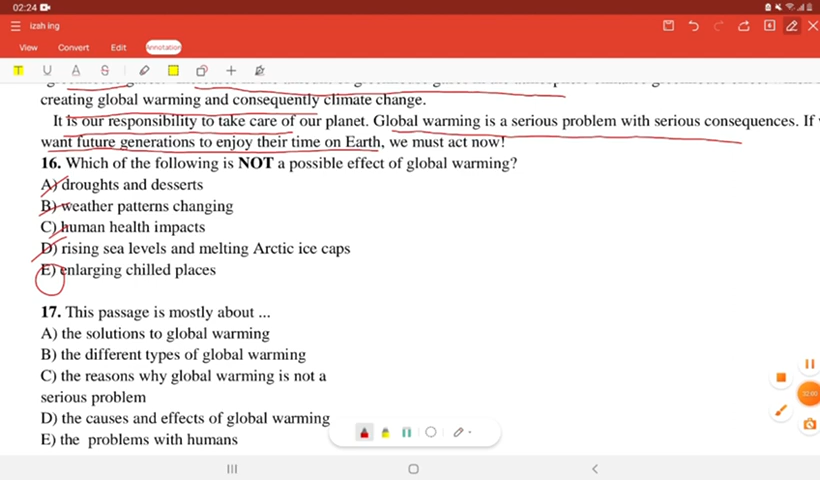 02:24
izah ing
View Convert Edit Annotation
creating global warming and consequently climate change.
It is our responsibility to take care of our planet. Global warming is a serious problem with serious consequences. If
want future generations to enjoy their time on Earth, we must act now!
16. Which of the following is NOT a possible effect of global warming?
A) droughts and desserts
B) weather patterns changing
C) human health impacts
D) rising sea levels and melting Arctic ice caps
E) enlarging chilled places
17. This passage is mostly about ...
A) the solutions to global warming
B) the different types of global warming
C) the reasons why global warming is not a
serious problem
D) the causes and effects of global warming
E) the problems with humans